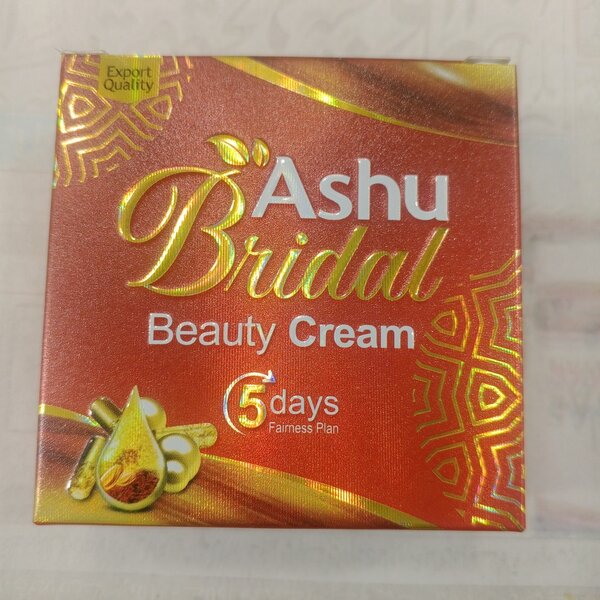 Export
Quality
Ashu
Bridal
Beauty Cream
5 days
Fairness Plan